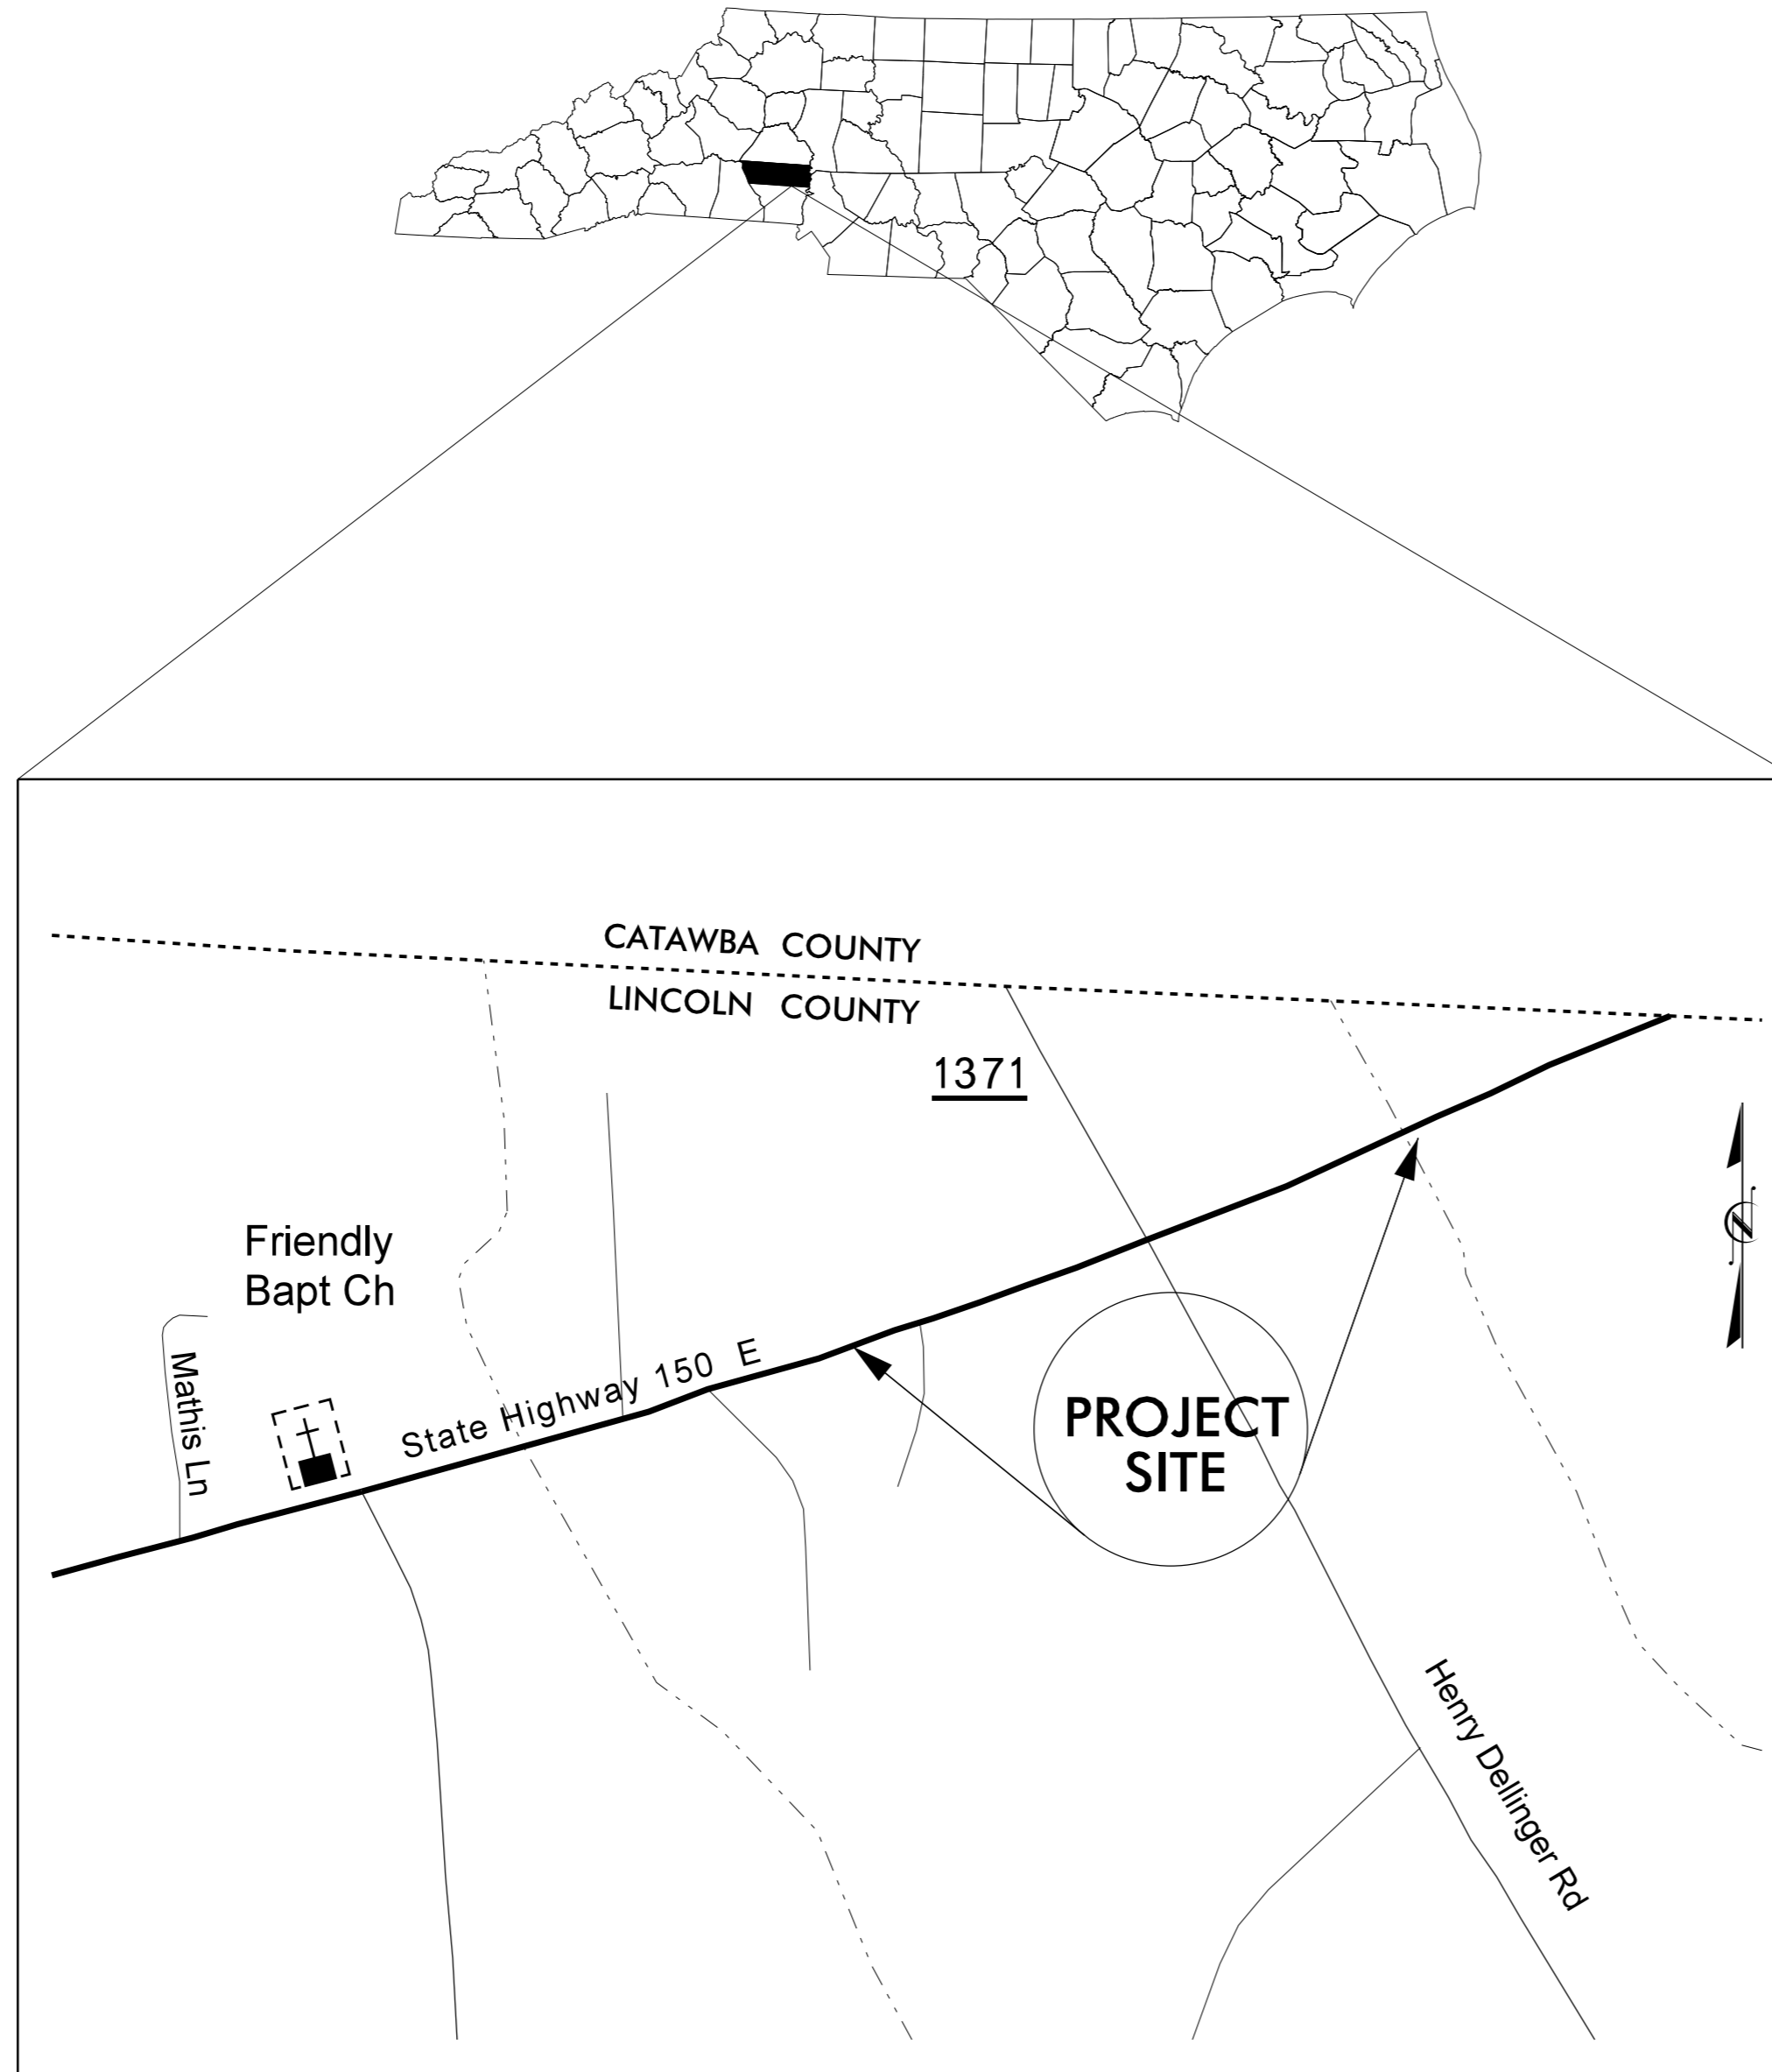 CATAWBA COUNTY
LINCOLN COUNTY
1371
Friendly
Bapt Ch
Mathis Ln
State Highway 150 E
PROJECT
SITE
N
Henry Dellinger Rd